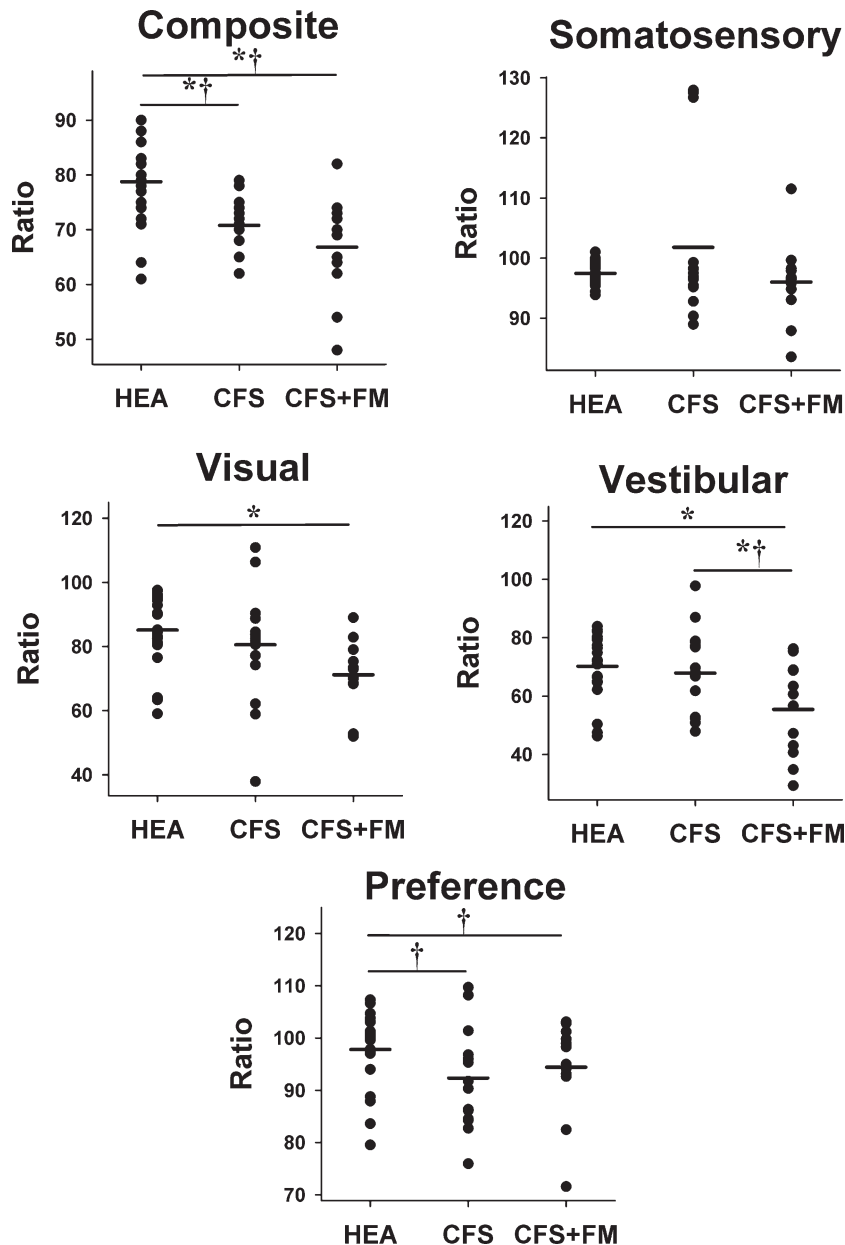 Composite
*†
*†
90
80
70
60
50
Ratio
HEA CFS CFS+FM
Somatosensory
130
120
110
100
90
Ratio
HEA CFS CFS+FM
Visual
*
120
100
80
60
40
Ratio
HEA CFS CFS+FM
Vestibular
*
*†
120
100
80
60
40
Ratio
HEA CFS CFS+FM
Preference
†
†
120
110
100
90
80
70
Ratio
HEA CFS CFS+FM